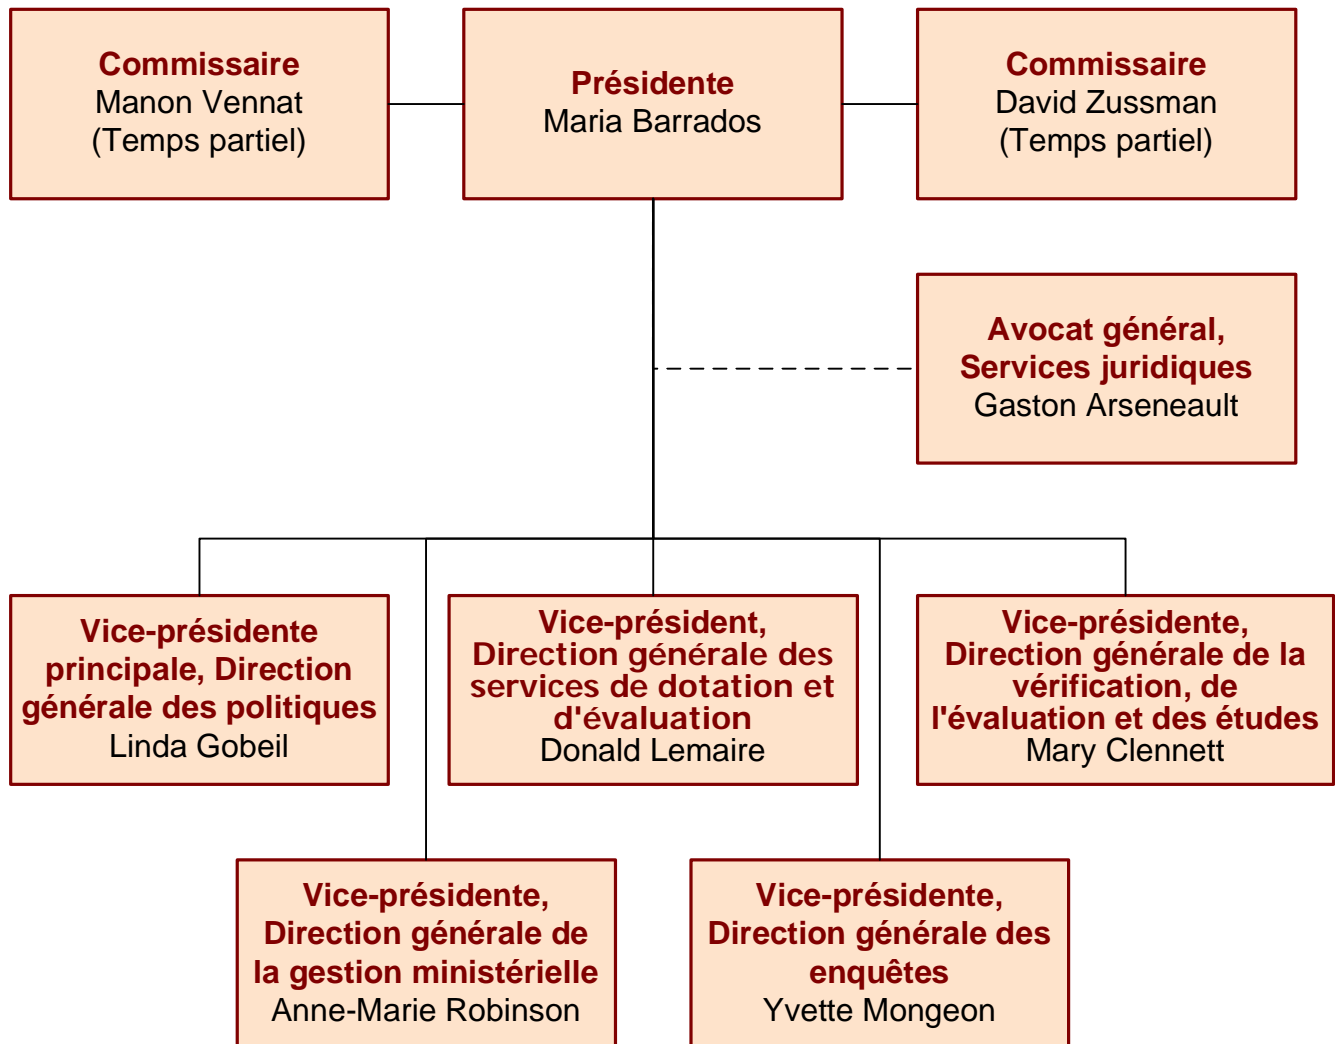 Commissaire
Manon Vennat
(Temps partiel)
Présidente
Maria Barrados
Commissaire
David Zussman
(Temps partiel)
Avocat général,
Services juridiques
Gaston Arseneault
Vice-présidente
principale, Direction
générale des politiques
Linda Gobeil
Vice-président,
Direction générale des
services de dotation et
d'évaluation
Donald Lemaire
Vice-présidente,
Direction générale de la
vérification, de
l'évaluation et des études
Mary Clennett
Vice-présidente,
Direction générale de
la gestion ministérielle
Anne-Marie Robinson
Vice-présidente,
Direction générale des
enquêtes
Yvette Mongeon